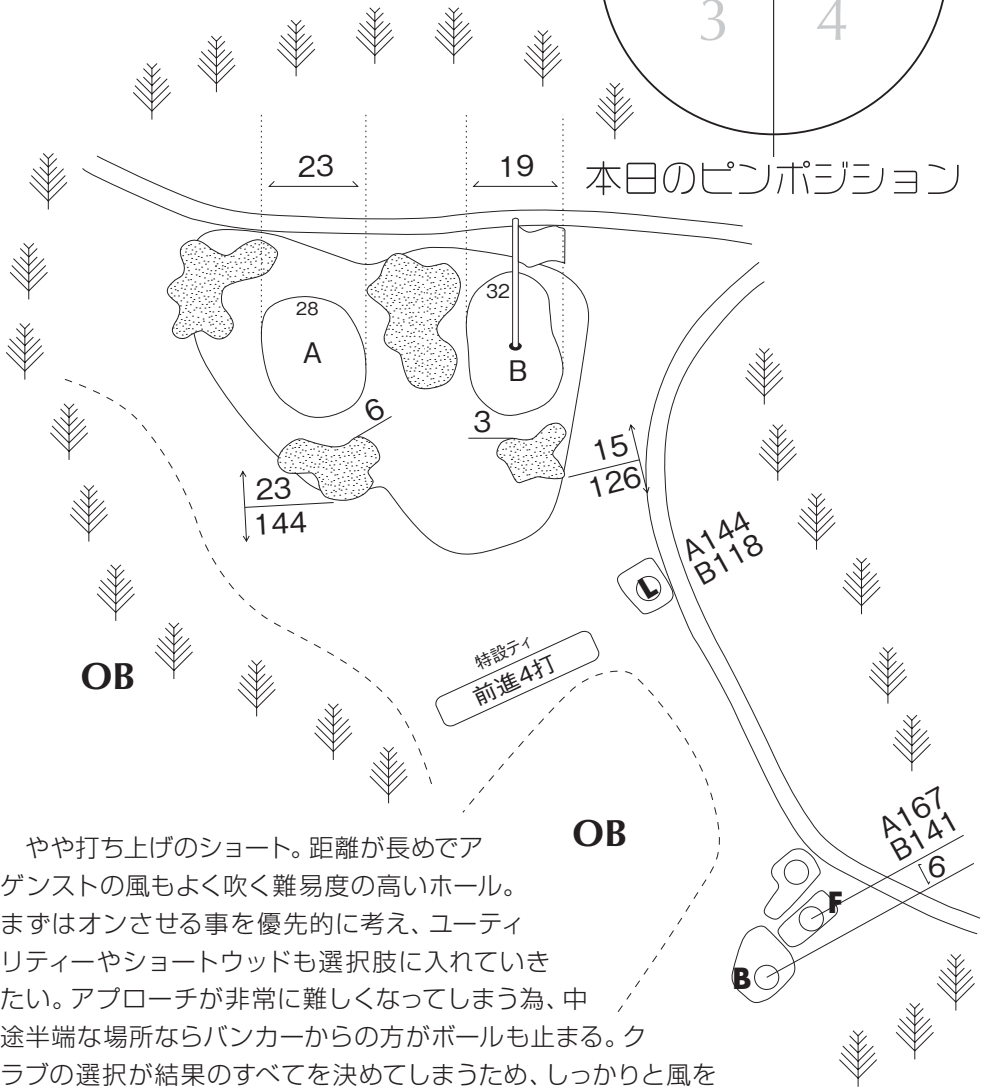 3 4
本日のピンポジション
23
19
28
32
A
B
6
3
15
126
23
144
A144
B118
L
特設ティ
前進4打
OB
OB
A167
B141
9
F
B
やや打ち上げのショート。距離が長めでア
ゲンストの風もよく吹く難易度の高いホール。
まずはオンさせる事を優先的に考え、ユーティ
リティーやショートウッドも選択肢に入れていき
たい。アプローチが非常に難しくなってしまう為、中
途半端な場所ならバンカーからの方がボールも止まる。ク
ラブの選択が結果のすべてを決めてしまうため、しっかりと風を